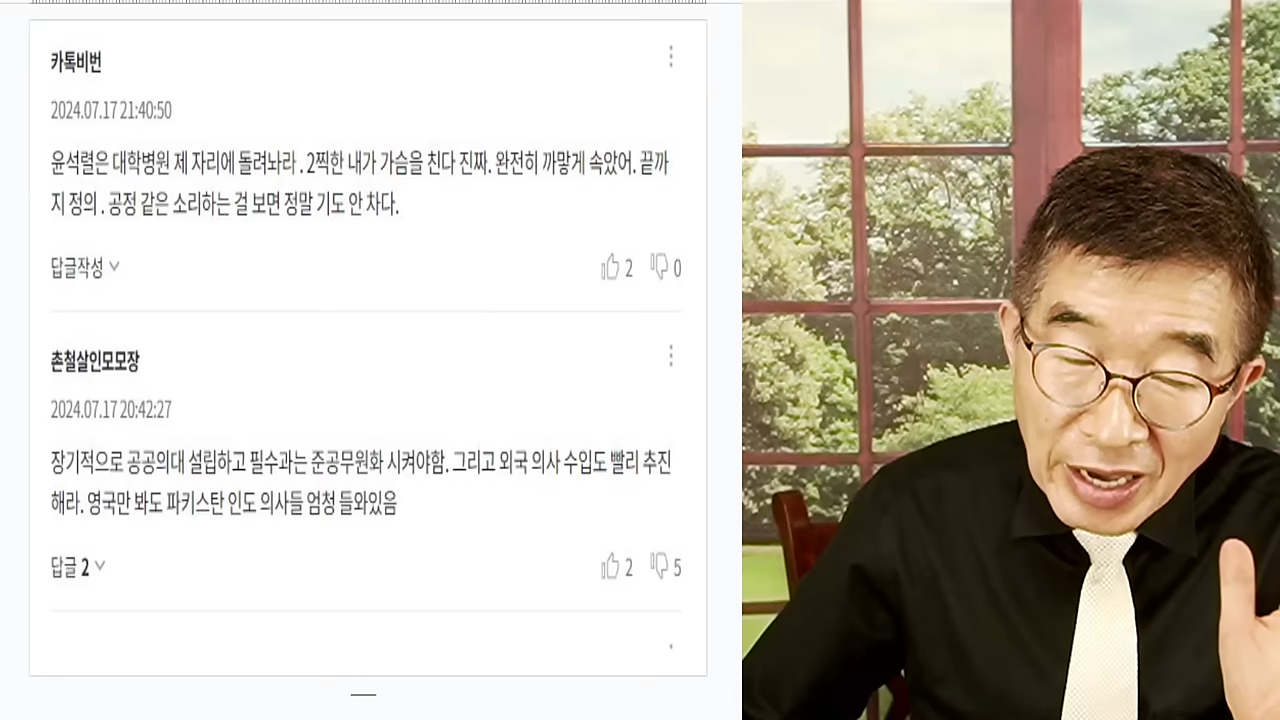 카톡비번
2024.07.17 21:40:50
윤석렬은 대학병원 제 자리에 돌려놔라 . 2찍한 내가 가슴을 친다 진짜. 완전히 까맣게 속았어. 끝까
지 정의 . 공정 같은 소리하는 걸 보면 정말 기도 안 차다.
답글작성
2 0
촌철살인모모장
2024.07.17 20:42:27
장기적으로 공공의대 설립하고 필수과는 준공무원화 시켜야함. 그리고 외국 의사 수입도 빨리 추진
해라. 영국만 봐도 파키스탄 인도 의사들 엄청 들와있음
답글 2
2 5